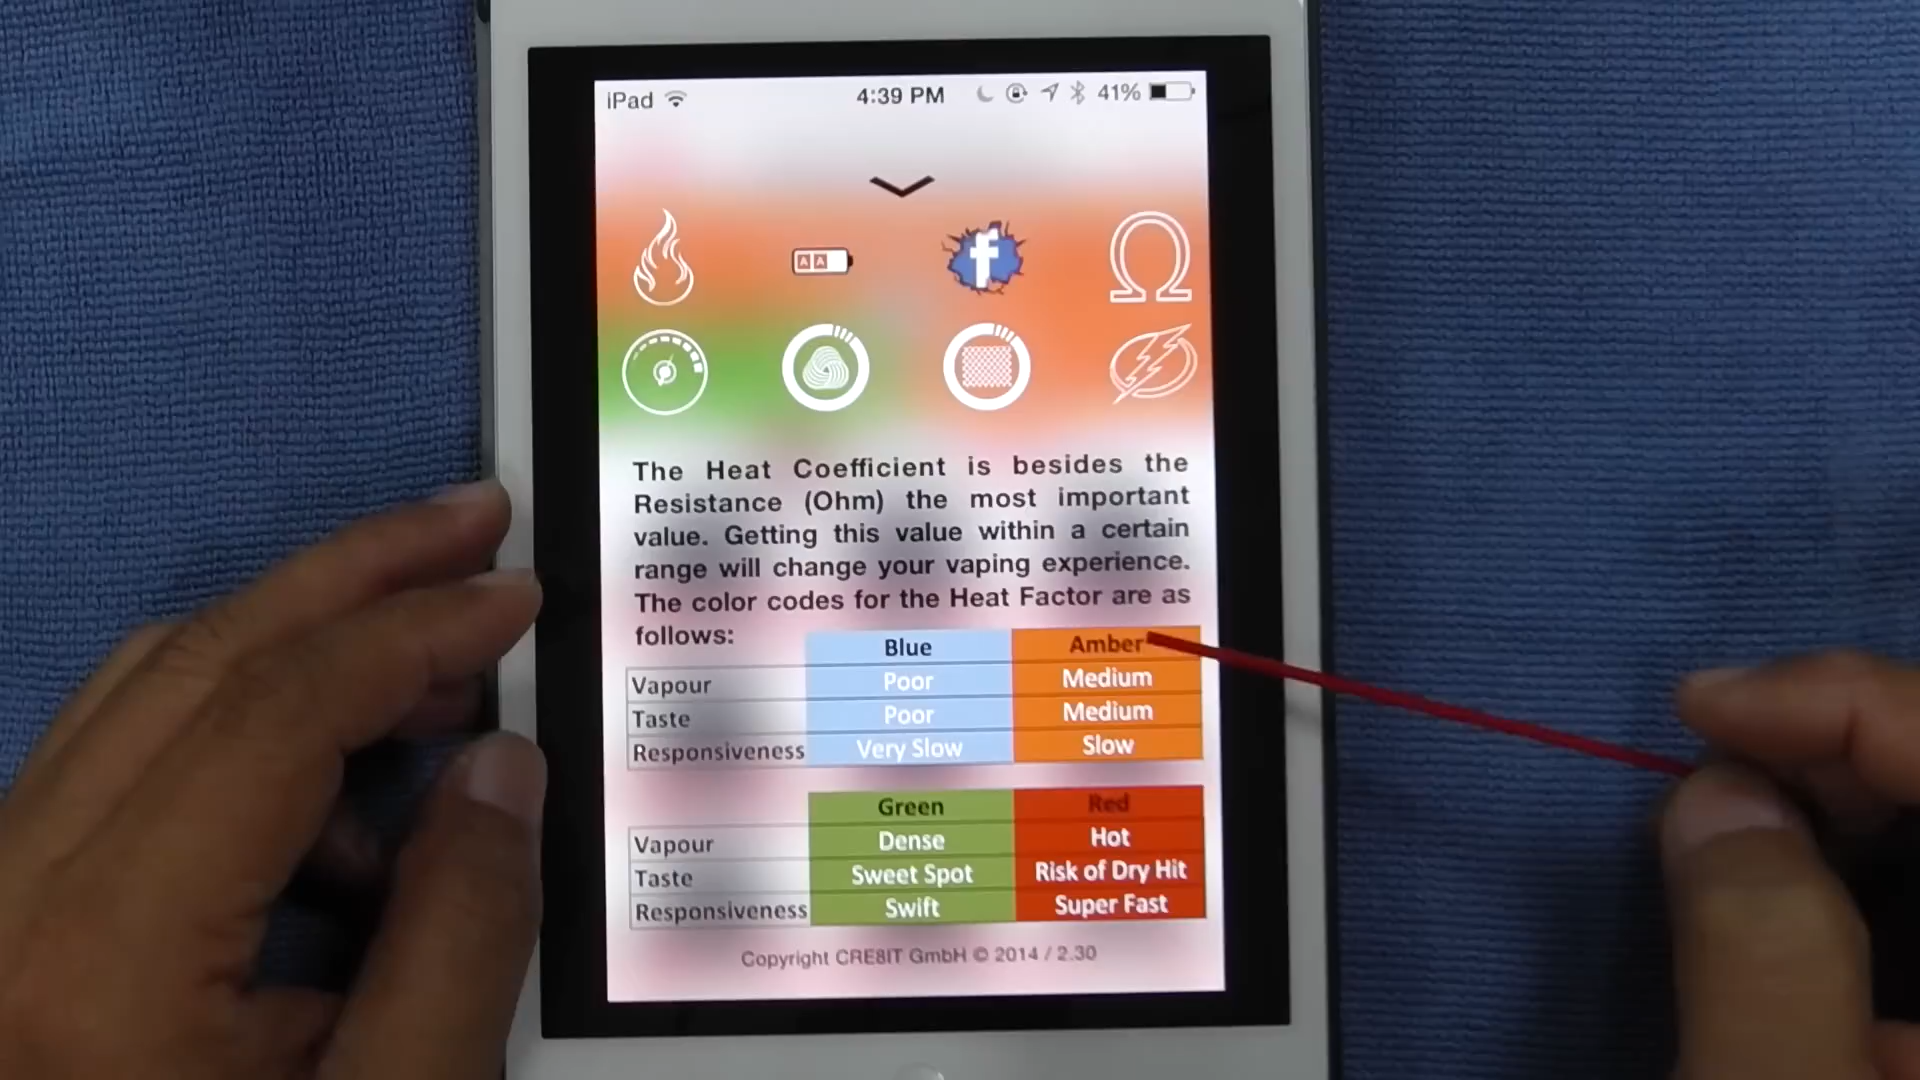 iPad 4:39 PM 41%
A A f Ω
The Heat Coefficient is besides the
Resistance (Ohm) the most important
value. Getting this value within a certain
range will change your vaping experience.
The color codes for the Heat Factor are as
follows:
Blue Amber
Vapour Poor Medium
Taste Poor Medium
Responsiveness Very Slow Slow
Green Red
Vapour Dense Hot
Taste Sweet Spot Risk of Dry Hit
Responsiveness Swift Super Fast
Copyright CRE8IT GmbH © 2014 / 2.30